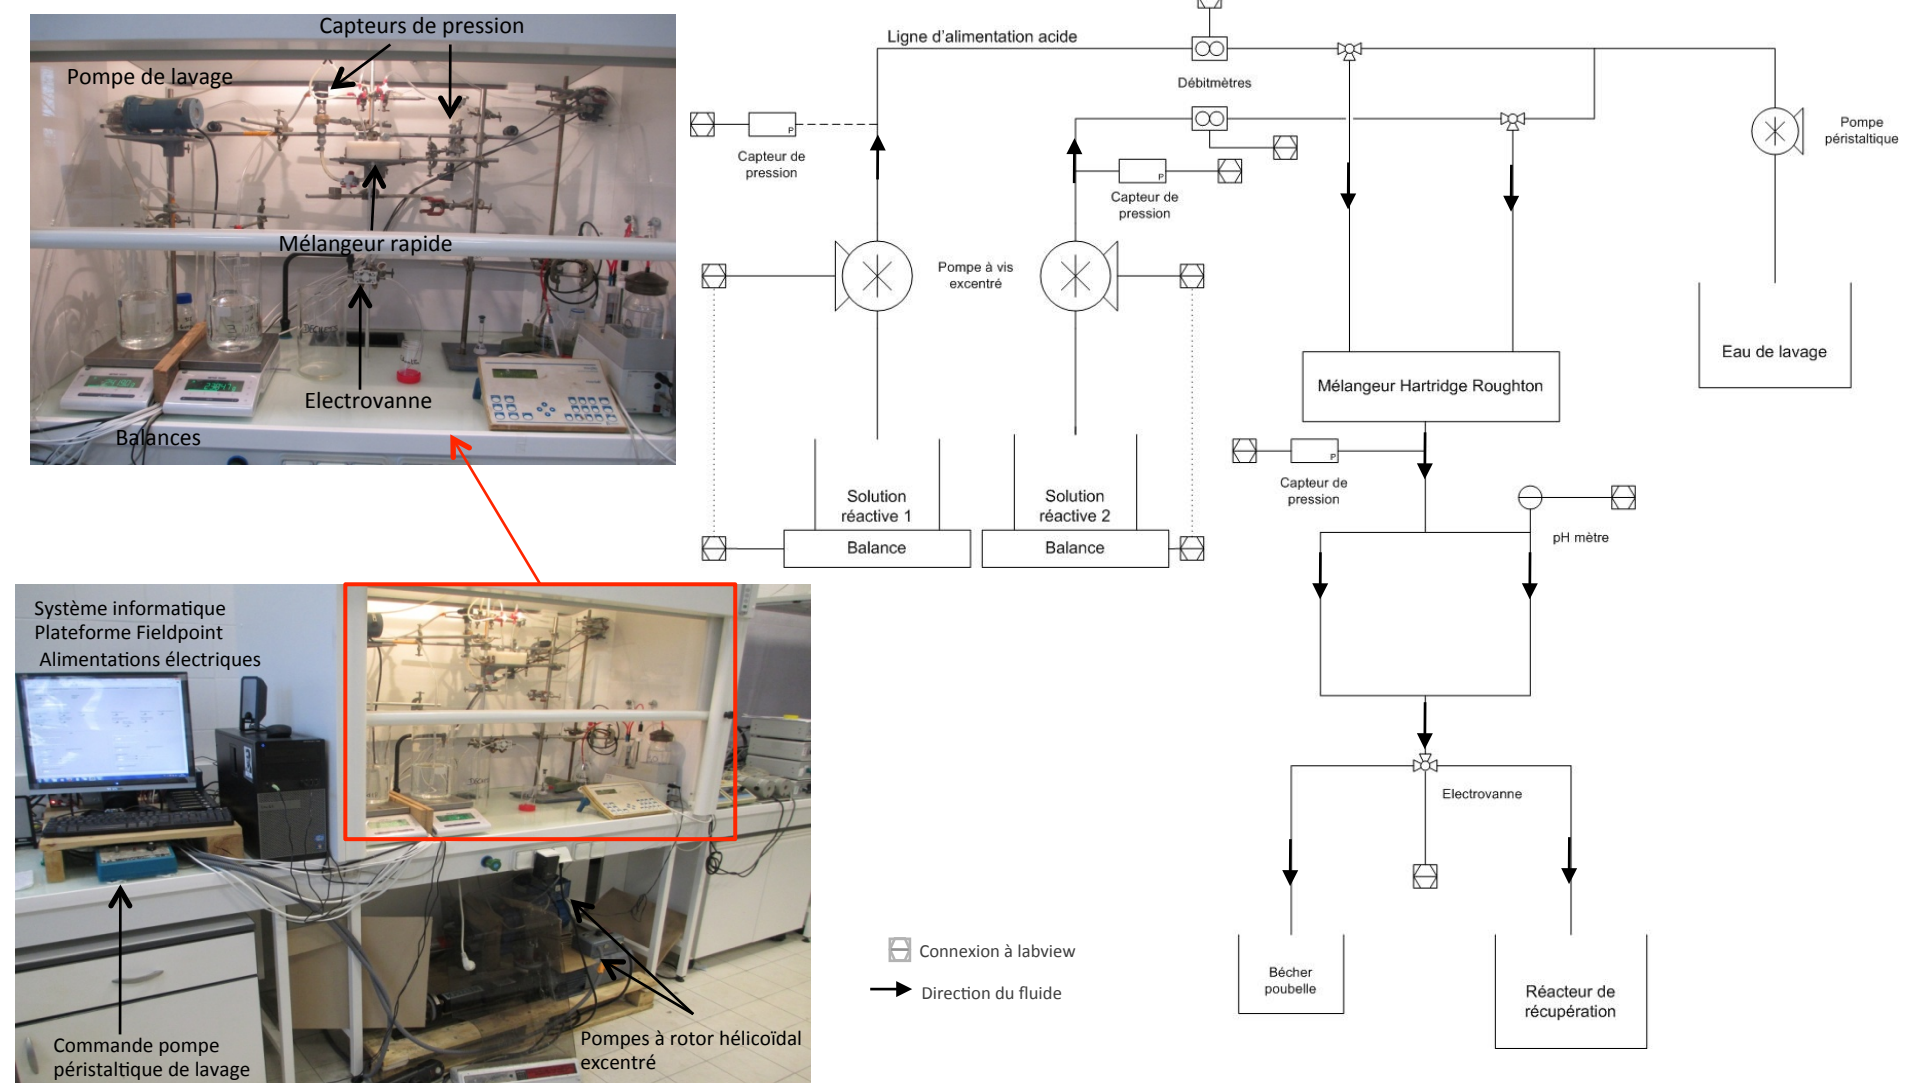 Capteurs de pression
Pompe de lavage
Mélangeur rapide
Electrovanne
Balances
Ligne d'alimentation acide
Débitmètres
P
Capteur de
pression
P
Capteur de
pression
Pompe
péristaltique
Pompe à vis
excentré
Eau de lavage
Mélangeur Hartridge Roughton
P
Capteur de
pression
Solution
réactive 1
Balance
Solution
réactive 2
Balance
pH mètre
Electrovanne
Bécher
poubelle
Réacteur de
récupération
Connexion à labview
Direction du fluide
Système informatique
Plateforme Fieldpoint
Alimentations électriques
Commande pompe
péristaltique de lavage
Pompes à rotor hélicoïdal
excentré